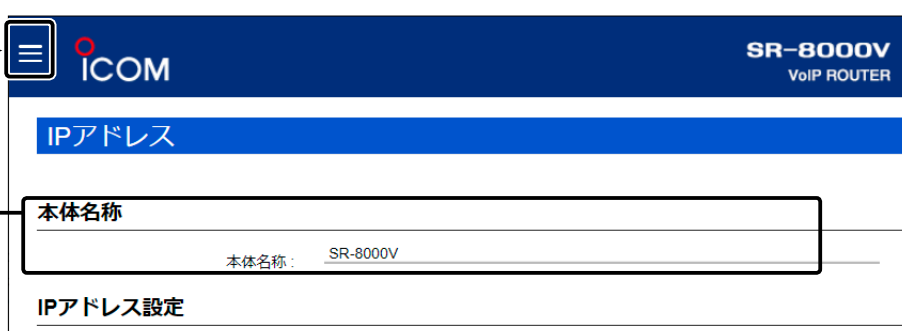 ICOM
SR-8000V
VoIP ROUTER
IPアドレス
本体名称
本体名称 : SR-8000V
IPアドレス設定